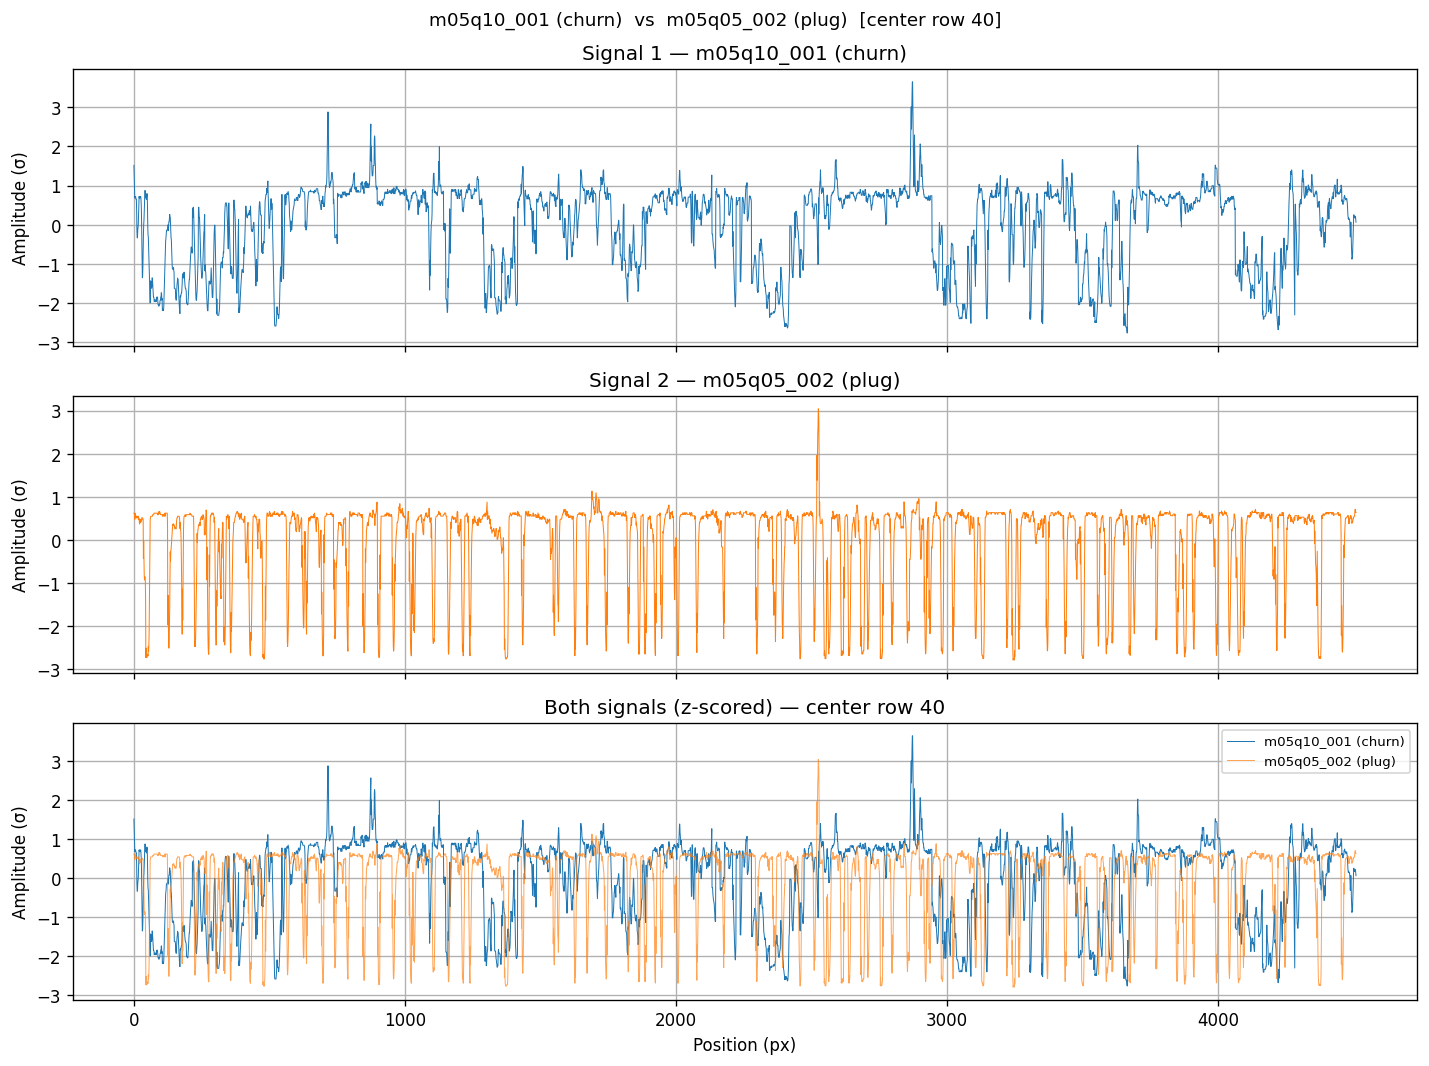 m05q10_001 (churn)  vs  m05q05_002 (plug)  [center row 40]
Signal 1 — m05q10_001 (churn)
Amplitude (σ)
3
2
1
0
−1
−2
−3
Signal 2 — m05q05_002 (plug)
Amplitude (σ)
3
2
1
0
−1
−2
−3
Both signals (z-scored) — center row 40
Amplitude (σ)
3
2
1
0
−1
−2
−3
m05q10_001 (churn)
m05q05_002 (plug)
0 1000 2000 3000 4000
Position (px)